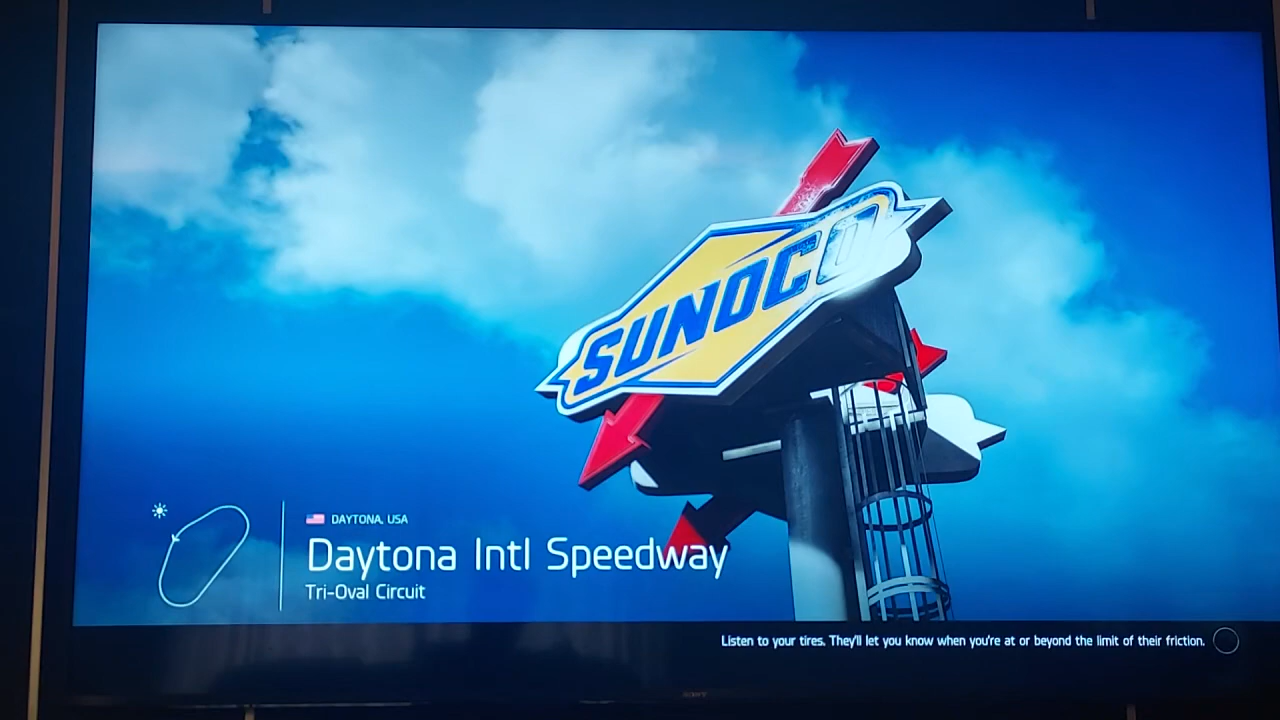 SUNOCO
DAYTONA, USA
Daytona Intl Speedway
Tri-Oval Circuit
Listen to your tires. They'll let you know when you're at or beyond the limit of their friction.
SONY